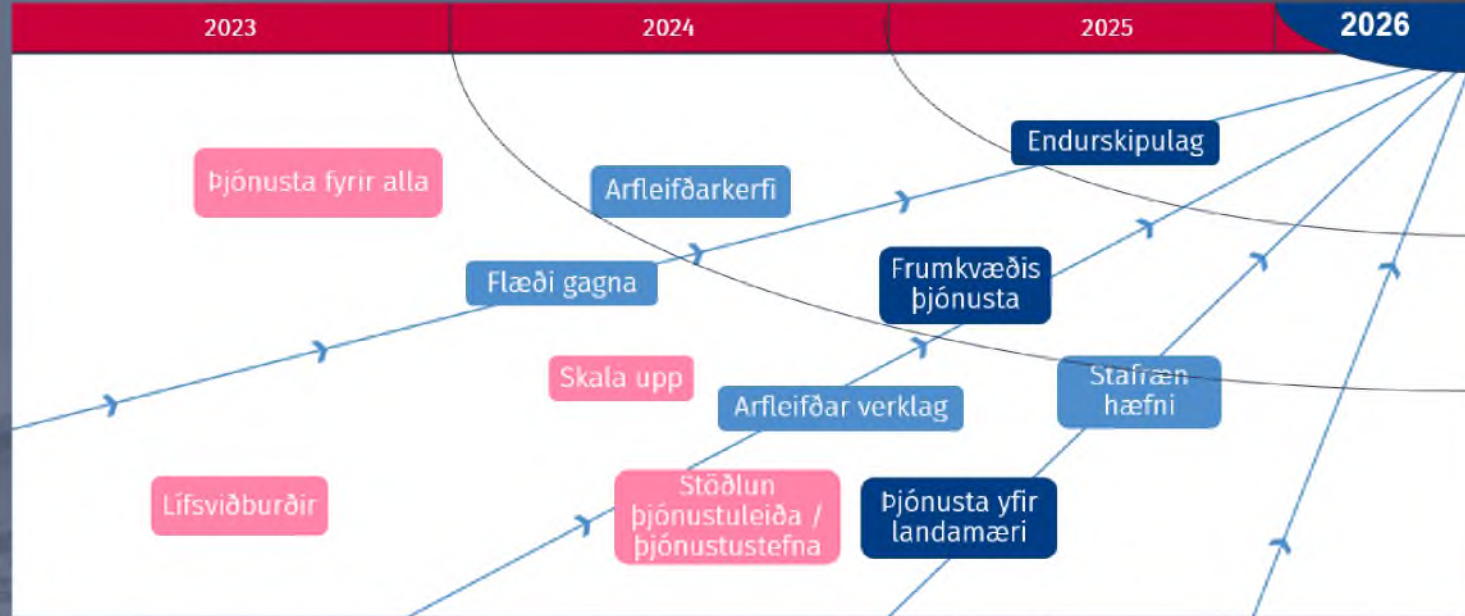 2023
2024
2025
2026
Endurskipulag
Þjónusta fyrir alla
Arfleifðarkerfi
Flæði gagna
Frumkvæðis
þjónusta
Skala upp
Stafræn
hæfni
Arfleifðar verklag
Lífsviðburðir
Stöðlun
þjónustuleiða /
þjónustustefna
Þjónusta yfir
landamæri